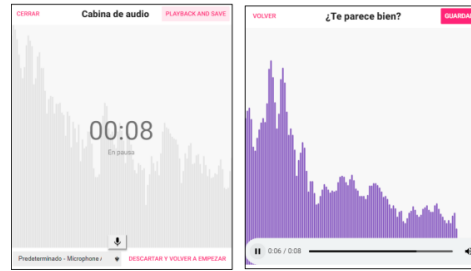 CERRAR Cabina de audio PLAYBACK AND SAVE
00:08
En pausa
Predeterminado - Microphone DESCARTAR Y VOLVER A EMPEZAR
VOLVER ¿Te parece bien? GUARDAR
0:06 / 0:08